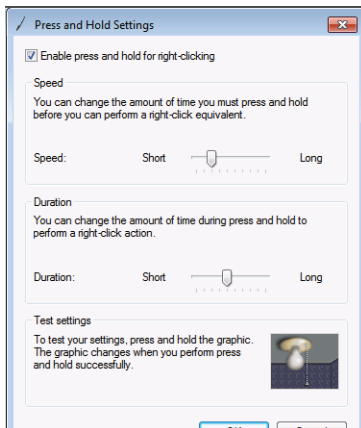 Press and Hold Settings
Enable press and hold for right-clicking
Speed
You can change the amount of time you must press and hold
before you can perform a right-click equivalent.
Speed: Short Long
Duration
You can change the amount of time during press and hold to
perform a right-click action.
Duration: Short Long
Test settings
To test your settings, press and hold the graphic.
The graphic changes when you perform press
and hold successfully.